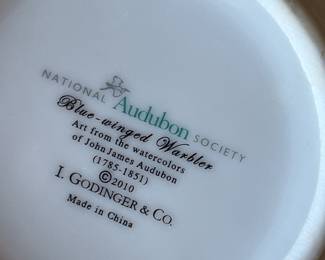 NATIONAL Audubon SOCIETY
Blue-winged Warbler
Art from the watercolors
of John James Audubon
(1785-1851)
©2010
I. GODINGER & CO.
Made in China